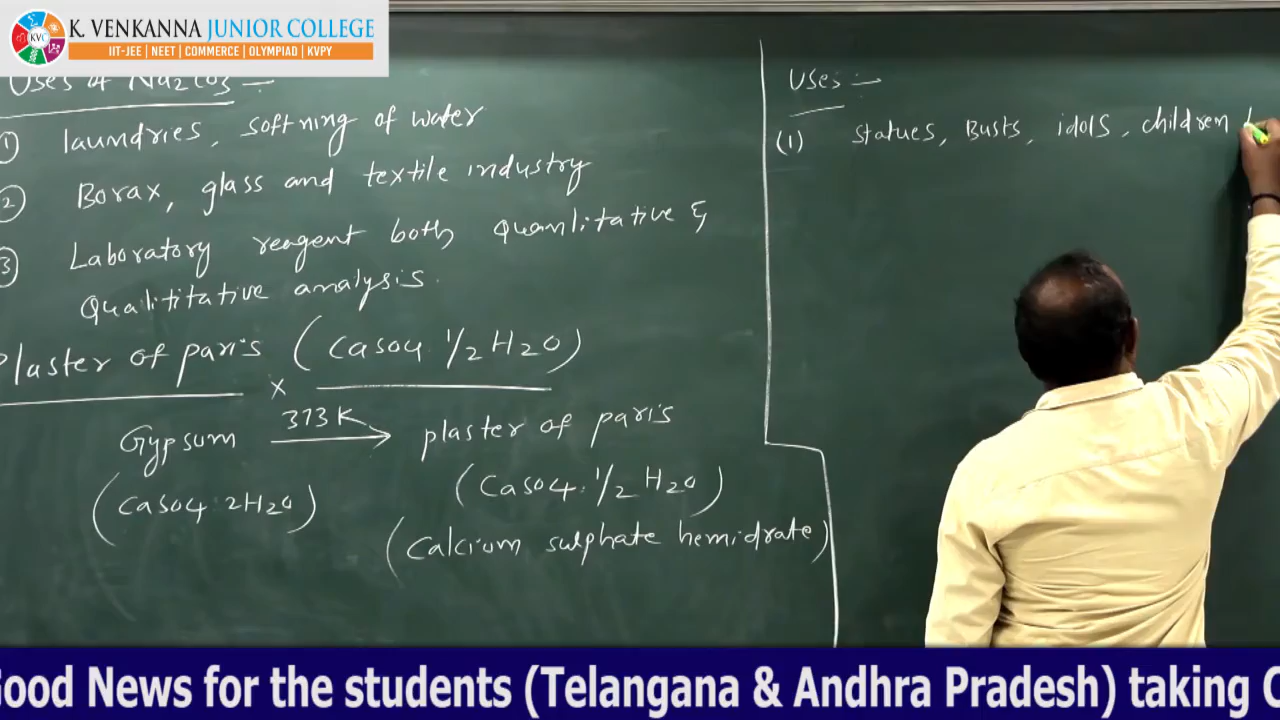 K. VENKANNA JUNIOR COLLEGE
KVC
IIT-JEE | NEET | COMMERCE | OLYMPIAD | KVPY
Uses of Na2CO3 :-
1 laundries, softning of water
2 Borax, glass and textile industry
3 Laboratory reagent both Quanlitative &
Qualititative analysis.
Plaster of paris (CaSO4. 1/2 H2O)
x
Gypsum 373K → plaster of paris
(CaSO4 2H2O) (CaSO4. 1/2 H2O)
(Calcium sulphate hemidrate)
Uses :-
(1) Statues, Busts, idols, children
Good News for the students (Telangana & Andhra Pradesh) taking